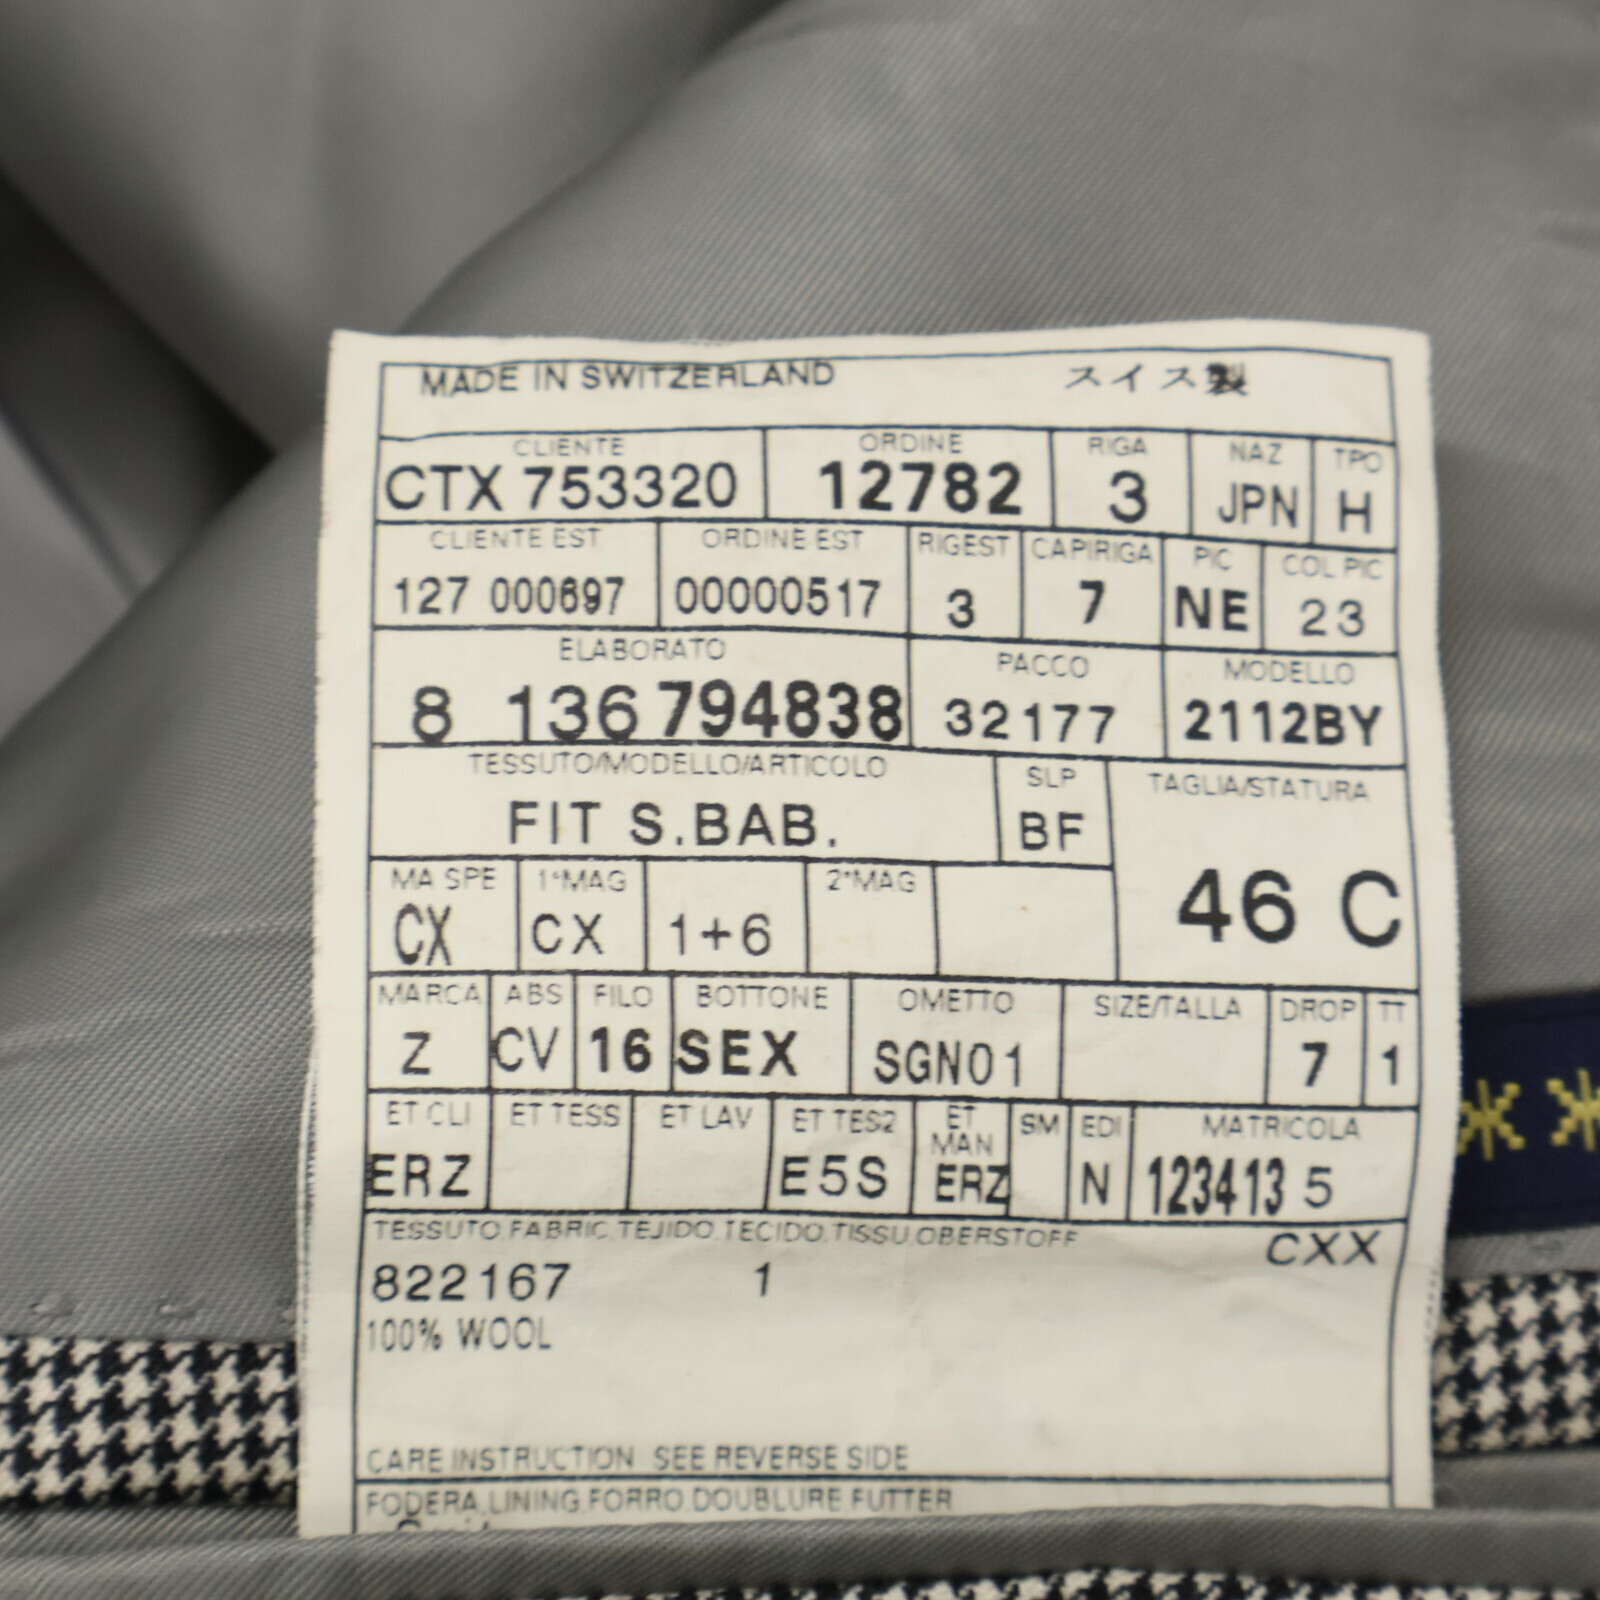 MADE IN SWITZERLAND スイス製
CLIENTE ORDINE RIGA NAZ TPO
CTX 753320 12782 3 JPN H
CLIENTE EST ORDINE EST RIGEST CAPIRIGA PIC COL PIC
127 000697 00000517 3 7 NE 23
ELABORATO PACCO MODELLO
8 136 794838 32177 2112BY
TESSUTO/MODELLO/ARTICOLO SLP TAGLIA/STATURA
FIT S.BAB. BF 46 C
MA SPE 1°MAG 2°MAG
CX CX 1+6
MARCA ABS FILO BOTTONE OMETTO SIZE/TALLA DROP TT
Z CV 16 SEX SGN01 7 1
ET CLI ET TESS ET LAV ET TES2 ET MAN SM EDI MATRICOLA
ERZ E5S ERZ N 123413 5
TESSUTO.FABRIC.TEJIDO.TECIDO.TISSU.OBERSTOFF CXX
822167 1
100% WOOL
CARE INSTRUCTION SEE REVERSE SIDE
FODERA.LINING.FORRO.DOUBLURE.FUTTER